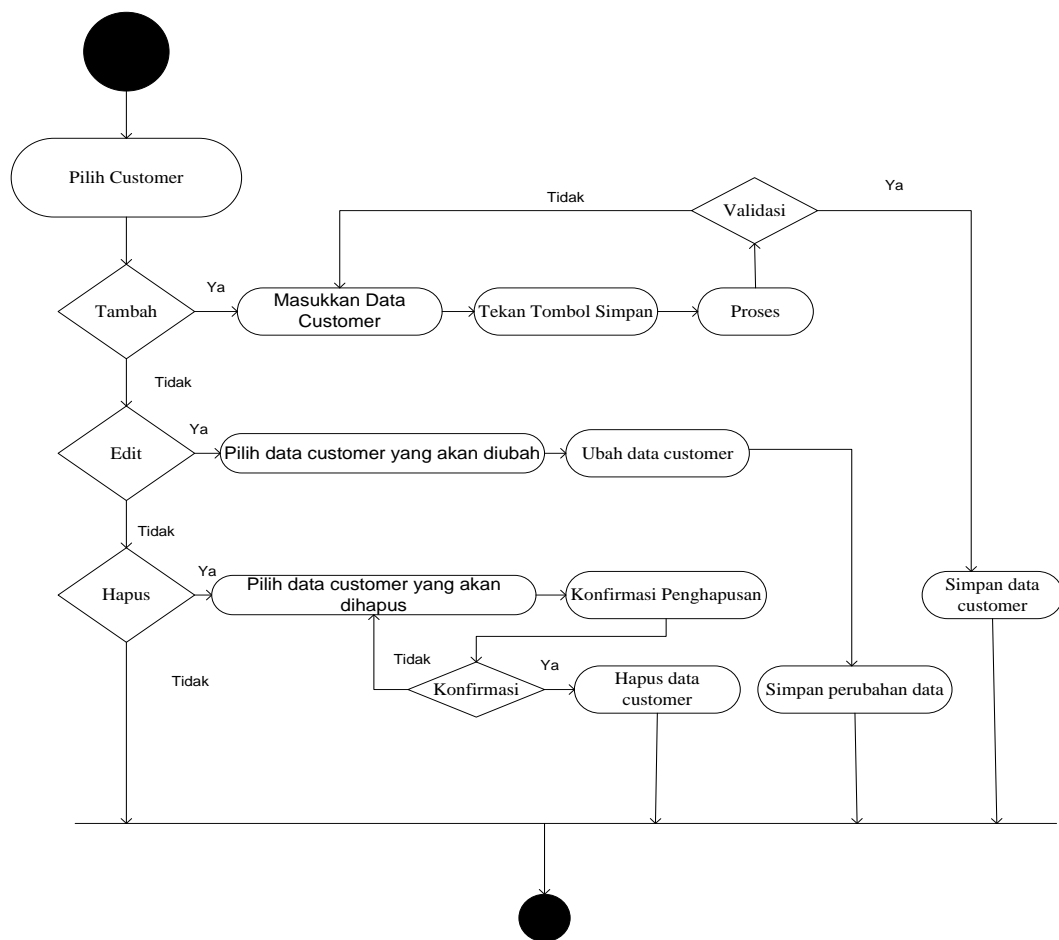 Pilih Customer
Tidak
Validasi
Ya
Tambah
Ya
Masukkan Data
Customer
Tekan Tombol Simpan
Proses
Tidak
Edit
Ya
Pilih data customer yang akan diubah
Ubah data customer
Tidak
Hapus
Ya
Pilih data customer yang akan
dihapus
Konfirmasi Penghapusan
Simpan data
customer
Tidak
Tidak
Konfirmasi
Ya
Hapus data
customer
Simpan perubahan data